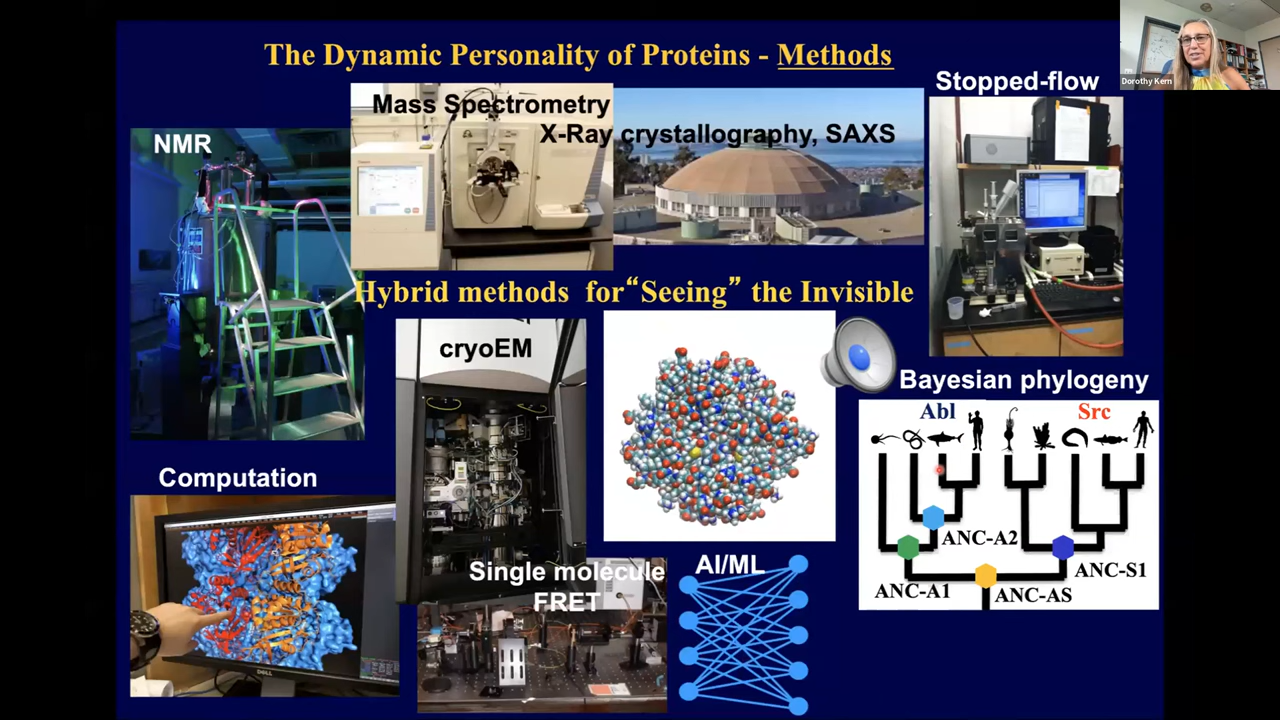 The Dynamic Personality of Proteins - Methods
Dorothy Kern
Stopped-flow
Mass Spectrometry
X-Ray crystallography, SAXS
NMR
Hybrid methods for“Seeing” the Invisible
cryoEM
Bayesian phylogeny
Abl
Src
Computation
ANC-A2
ANC-S1
ANC-A1
ANC-AS
Single molecule
FRET
AI/ML
DELL